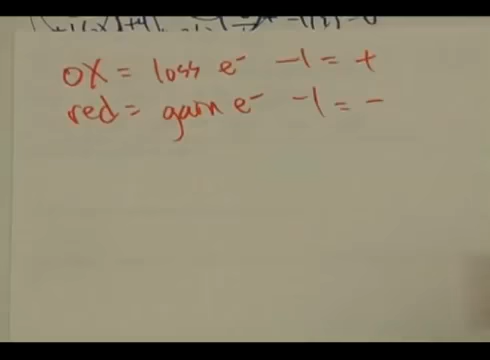 ox = loss e⁻ -1 = +
red = gain e⁻ -1 = -